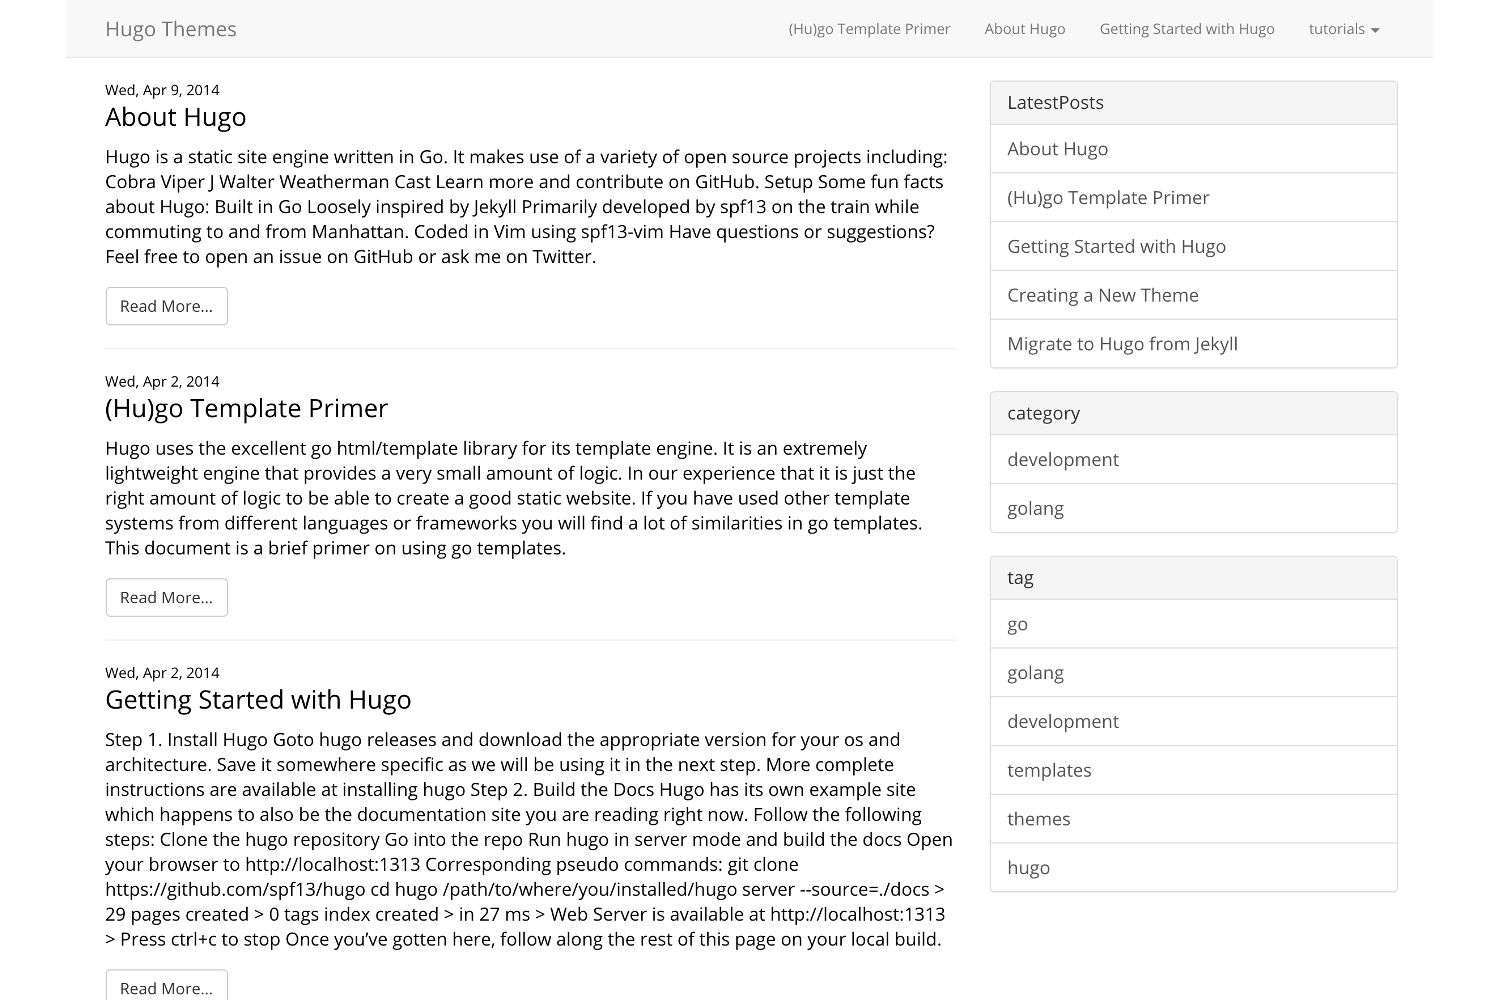 Hugo Themes
(Hu)go Template Primer
About Hugo
Getting Started with Hugo
tutorials
Wed, Apr 9, 2014
About Hugo
Hugo is a static site engine written in Go. It makes use of a variety of open source projects including:
Cobra Viper J Walter Weatherman Cast Learn more and contribute on GitHub. Setup Some fun facts
about Hugo: Built in Go Loosely inspired by Jekyll Primarily developed by spf13 on the train while
commuting to and from Manhattan. Coded in Vim using spf13-vim Have questions or suggestions?
Feel free to open an issue on GitHub or ask me on Twitter.
Read More...
Wed, Apr 2, 2014
(Hu)go Template Primer
Hugo uses the excellent go html/template library for its template engine. It is an extremely
lightweight engine that provides a very small amount of logic. In our experience that it is just the
right amount of logic to be able to create a good static website. If you have used other template
systems from different languages or frameworks you will find a lot of similarities in go templates.
This document is a brief primer on using go templates.
Read More...
Wed, Apr 2, 2014
Getting Started with Hugo
Step 1. Install Hugo Goto hugo releases and download the appropriate version for your os and
architecture. Save it somewhere specific as we will be using it in the next step. More complete
instructions are available at installing hugo Step 2. Build the Docs Hugo has its own example site
which happens to also be the documentation site you are reading right now. Follow the following
steps: Clone the hugo repository Go into the repo Run hugo in server mode and build the docs Open
your browser to http://localhost:1313 Corresponding pseudo commands: git clone
https://github.com/spf13/hugo cd hugo /path/to/where/you/installed/hugo server --source=./docs >
29 pages created > 0 tags index created > in 27 ms > Web Server is available at http://localhost:1313
> Press ctrl+c to stop Once you’ve gotten here, follow along the rest of this page on your local build.
Read More...
LatestPosts
About Hugo
(Hu)go Template Primer
Getting Started with Hugo
Creating a New Theme
Migrate to Hugo from Jekyll
category
development
golang
tag
go
golang
development
templates
themes
hugo